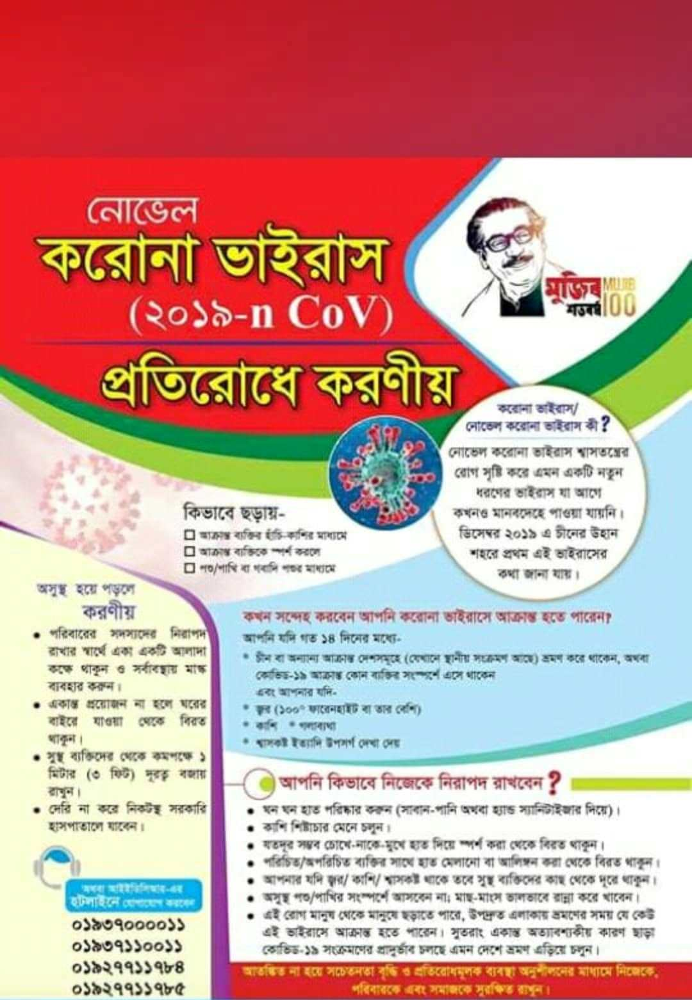 নোভেল
করোনা ভাইরাস
(২০১৯-n CoV)
প্রতিরোধে করণীয়
মুজিব
শতবর্ষ
MUJIB
100
করোনা ভাইরাস/
নোভেল করোনা ভাইরাস কী?
নোভেল করোনা ভাইরাস শ্বাসতন্ত্রের
রোগ সৃষ্টি করে এমন একটি নতুন
ধরণের ভাইরাস যা আগে
কখনও মানবদেহে পাওয়া যায়নি।
ডিসেম্বর ২০১৯ এ চীনের উহান
শহরে প্রথম এই ভাইরাসের
কথা জানা যায়।
কিভাবে ছড়ায়-
□ আক্রান্ত ব্যক্তির হাঁচি-কাশির মাধ্যমে
□ আক্রান্ত ব্যক্তিকে স্পর্শ করলে
□ পশু/পাখি বা গবাদি পশুর মাধ্যমে
অসুস্থ হয়ে পড়লে
করণীয়
• পরিবারের সদস্যদের নিরাপদ
রাখার স্বার্থে একা একটি আলাদা
কক্ষে থাকুন ও সর্বাবস্থায় মাস্ক
ব্যবহার করুন।
• একান্ত প্রয়োজন না হলে ঘরের
বাইরে যাওয়া থেকে বিরত
থাকুন।
• সুস্থ ব্যক্তিদের থেকে কমপক্ষে ১
মিটার (৩ ফিট) দূরত্ব বজায়
রাখুন।
• দেরি না করে নিকটস্থ সরকারি
হাসপাতালে যাবেন।
অথবা আইইডিসিআর-এর
হটলাইনে যোগাযোগ করবেন
০১৯৩৭০০০০১১
০১৯৩৭১১০০১১
০১৯২৭৭১১৭৮৪
০১৯২৭৭১১৭৮৫
কখন সন্দেহ করবেন আপনি করোনা ভাইরাসে আক্রান্ত হতে পারেন?
আপনি যদি গত ১৪ দিনের মধ্যে-
* চীন বা অন্যান্য আক্রান্ত দেশসমূহে (যেখানে স্থানীয় সংক্রমণ আছে) ভ্রমণ করে থাকেন, অথবা
কোভিড-১৯ আক্রান্ত কোন ব্যক্তির সংস্পর্শে এসে থাকেন
এবং আপনার যদি-
* জ্বর (১০০° ফারেনহাইট বা তার বেশি)
* কাশি * গলাব্যথা
* শ্বাসকষ্ট ইত্যাদি উপসর্গ দেখা দেয়
আপনি কিভাবে নিজেকে নিরাপদ রাখবেন?
• ঘন ঘন হাত পরিষ্কার করুন (সাবান-পানি অথবা হ্যান্ড স্যানিটাইজার দিয়ে)।
• কাশি শিষ্টাচার মেনে চলুন।
• যতদূর সম্ভব চোখে-নাকে-মুখে হাত দিয়ে স্পর্শ করা থেকে বিরত থাকুন।
• পরিচিত/অপরিচিত ব্যক্তির সাথে হাত মেলানো বা আলিঙ্গন করা থেকে বিরত থাকুন।
• আপনার যদি জ্বর/ কাশি/ শ্বাসকষ্ট থাকে তবে সুস্থ ব্যক্তিদের কাছ থেকে দূরে থাকুন।
• অসুস্থ পশু/পাখির সংস্পর্শে আসবেন না; মাছ-মাংস ভালভাবে রান্না করে খাবেন।
• এই রোগ মানুষ থেকে মানুষে ছড়াতে পারে, উপদ্রুত এলাকায় ভ্রমণের সময় যে কেউ
এই ভাইরাসে আক্রান্ত হতে পারেন। সুতরাং একান্ত অত্যাবশ্যকীয় কারণ ছাড়া
কোভিড-১৯ সংক্রমণের প্রাদুর্ভাব চলছে এমন দেশে ভ্রমণ এড়িয়ে চলুন।
আতঙ্কিত না হয়ে সচেতনতা বৃদ্ধি ও প্রতিরোধমূলক ব্যবস্থা অনুশীলনের মাধ্যমে নিজেকে,
পরিবারকে এবং সমাজকে সুরক্ষিত রাখুন।